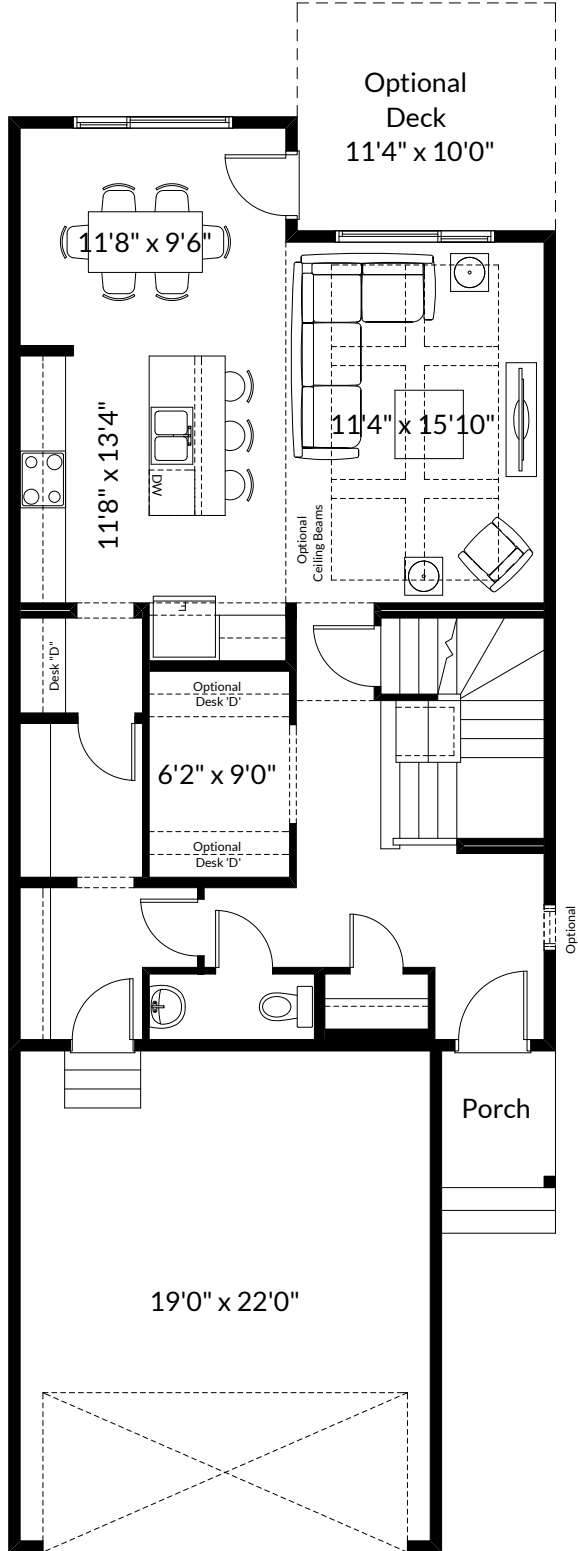 Optional
Deck
11'4" x 10'0"
11'8" x 9'6"
11'8" x 13'4"
11'4" x 15'10"
DW
Optional
Ceiling Beams
F
Desk "D"
Optional
Desk 'D'
6'2" x 9'0"
Optional
Desk 'D'
Optional
Porch
19'0" x 22'0"